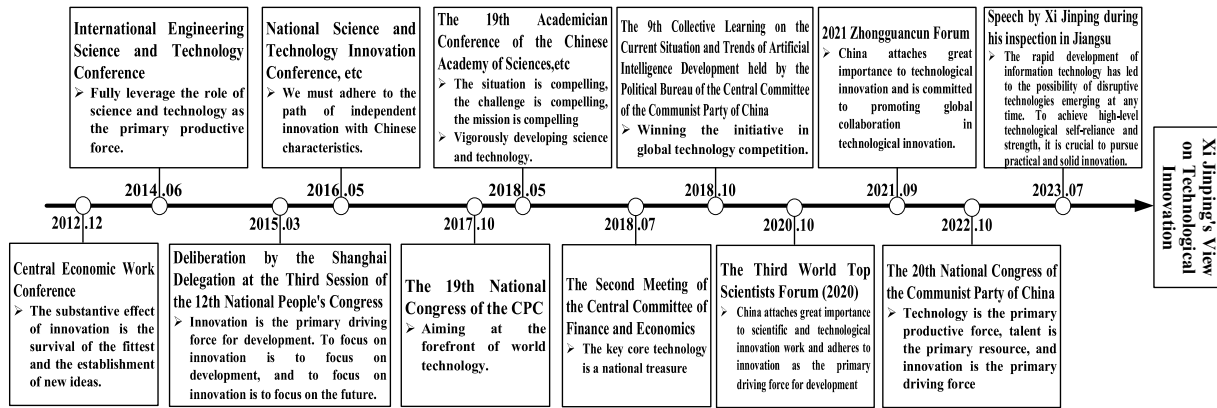 International Engineering
Science and Technology
Conference
➢ Fully leverage the role of
science and technology as
the primary productive
force.
National Science and
Technology Innovation
Conference, etc
➢ We must adhere to the
path of independent
innovation with Chinese
characteristics.
The 19th Academician
Conference of the Chinese
Academy of Sciences,etc
➢ The situation is compelling,
the challenge is compelling,
the mission is compelling
➢ Vigorously developing science
and technology.
The 9th Collective Learning on the
Current Situation and Trends of Artificial
Intelligence Development held by the
Political Bureau of the Central Committee
of the Communist Party of China
➢ Winning the initiative in
global technology competition.
2021 Zhongguancun Forum
➢ China attaches great
importance to technological
innovation and is committed
to promoting global
collaboration in
technological innovation.
Speech by Xi Jinping during
his inspection in Jiangsu
➢ The rapid development of
information technology has led
to the possibility of disruptive
technologies emerging at any
time. To achieve high-level
technological self-reliance and
strength, it is crucial to pursue
practical and solid innovation.
2014.06
2016.05
2018.05
2018.10
2021.09
2023.07
Xi Jinping's View
on Technological
Innovation
2012.12
2015.03
2017.10
2018.07
2020.10
2022.10
Central Economic Work
Conference
➢ The substantive effect
of innovation is the
survival of the fittest
and the establishment
of new ideas.
Deliberation by the Shanghai
Delegation at the Third Session of
the 12th National People's Congress
➢ Innovation is the primary driving
force for development. To focus on
innovation is to focus on
development, and to focus on
innovation is to focus on the future.
The 19th National
Congress of the CPC
➢ Aiming at the
forefront of world
technology.
The Second Meeting of
the Central Committee of
Finance and Economics
➢ The key core technology
is a national treasure
The Third World Top
Scientists Forum (2020)
➢ China attaches great importance
to scientific and technological
innovation work and adheres to
innovation as the primary
driving force for development
The 20th National Congress of
the Communist Party of China
➢ Technology is the primary
productive force, talent is
the primary resource, and
innovation is the primary
driving force